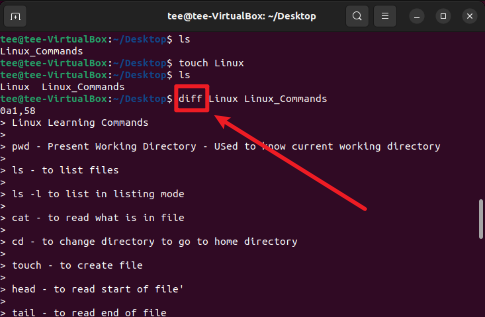 tee@tee-VirtualBox: ~/Desktop
tee@tee-VirtualBox:~/Desktop$ ls
Linux_Commands
tee@tee-VirtualBox:~/Desktop$ touch Linux
tee@tee-VirtualBox:~/Desktop$ ls
Linux  Linux_Commands
tee@tee-VirtualBox:~/Desktop$ diff Linux Linux_Commands
0a1,58
> Linux Learning Commands
>
> pwd - Present Working Directory - USed to know current working directory
>
> ls - to list files
>
> ls -l to list in listing mode
>
> cat - to read what is in file
>
> cd - to change directory to go to home directory
>
> touch - to create file
>
> head - to read start of file'
>
> tail - to read end of file